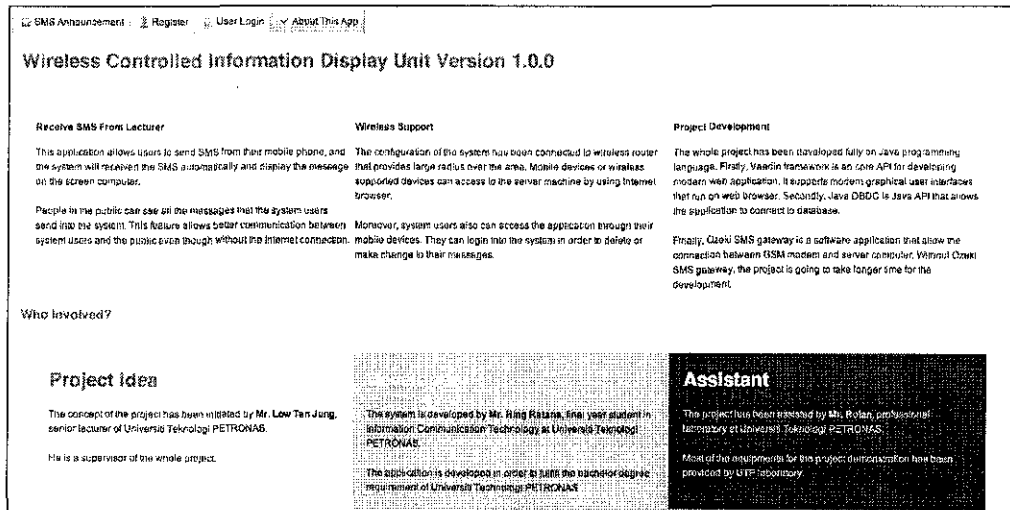 SMS Announcement Register User Login About This App
Wireless Controlled Information Display Unit Version 1.0.0
Receive SMS From Lecturer
This application allows users to send SMS from their mobile phone, and
the system will received the SMS automatically and display the message
on the screen computer.
People in the public can see all the messages that the system users
send into the system. This feature allows better communication between
system users and the public even though without the Internet connection.
Wireless Support
The configuration of the system has been connected to wireless router
that provides large radius over the area. Mobile devices or wireless
supported devices can access to the server machine by using Internet
browser.
Moreover, system users also can access the application through their
mobile devices. They can login into the system in order to delete or
make change to their messages.
Project Development
The whole project has been developed fully on Java programming
language. Firstly, Vaadin framework is an core API for developing
modern web application. It supports modern graphical user interfaces
that run on web browser. Secondly, Java DBDC is Java API that allows
the application to connect to database.
Finally, Ozeki SMS gateway is a software application that allow the
connection between GSM modem and server computer. Without Ozeki
SMS gateway, the project is going to take longer time for the
development.
Who Involved?
Project Idea
The concept of the project has been initiated by Mr. Low Tan Jung,
senior lecturer of Universiti Teknologi PETRONAS.
He is a supervisor of the whole project.
The system is developed by Mr. Hing Ratana, final year student in
Information Communication Technology at Universiti Teknologi
PETRONAS.
The application is developed in order to fulfil the bachelor degree
requirement of Universiti Technologi PETRONAS
Assistant
The project has been assisted by Mr. Rolan, professional
laboratory at Universiti Teknologi PETRONAS.
Most of the equipments for the project demonstration has been
provided by UTP laboratory.